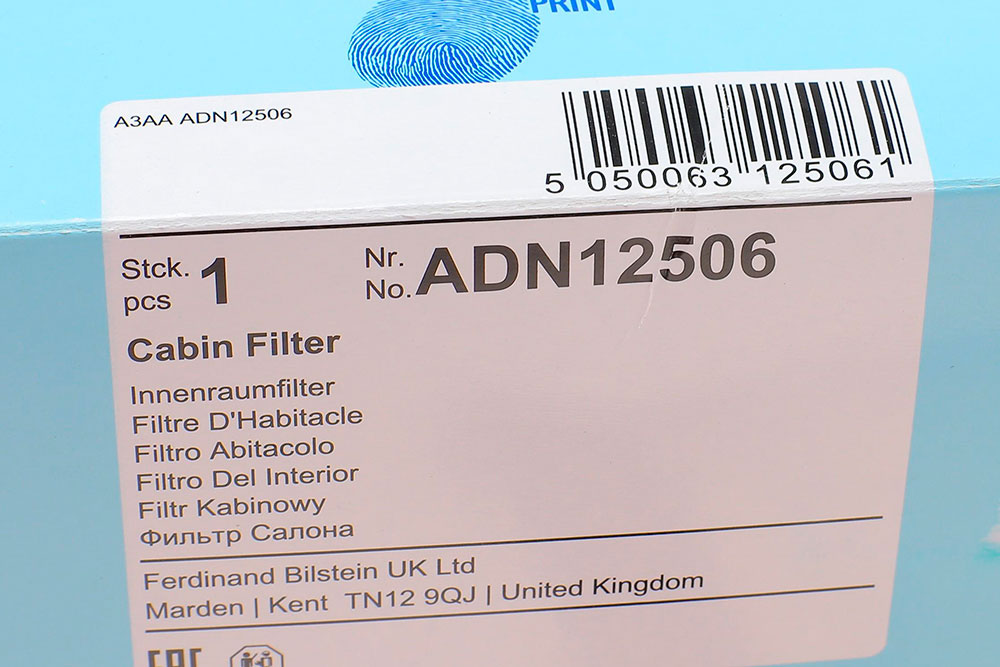 PRINT
A3AA ADN12506
5 050063 125061
Stck. 1 Nr. ADN12506
pcs No.
Cabin Filter
Innenraumfilter
Filtre D'Habitacle
Filtro Abitacolo
Filtro Del Interior
Filtr Kabinowy
Фильтр Салона
Ferdinand Bilstein UK Ltd
Marden | Kent TN12 9QJ | United Kingdom
EAC